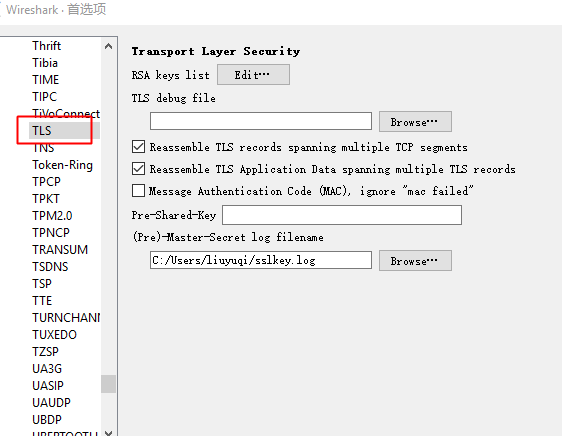 Wireshark · 首选项
Thrift
Tibia
TIME
TIPC
TiVoConnect
TLS
TNS
Token-Ring
TPCP
TPKT
TPM2.0
TPNCP
TRANSUM
TSDNS
TSP
TTE
TURNCHANN
TUXEDO
TZSP
UA3G
UASIP
UAUDP
UBDP
UBERTOOTH
Transport Layer Security
RSA keys list Edit…
TLS debug file
Browse…
Reassemble TLS records spanning multiple TCP segments
Reassemble TLS Application Data spanning multiple TLS records
Message Authentication Code (MAC), ignore "mac failed"
Pre-Shared-Key
(Pre)-Master-Secret log filename
C:/Users/liuyuqi/sslkey.log Browse…